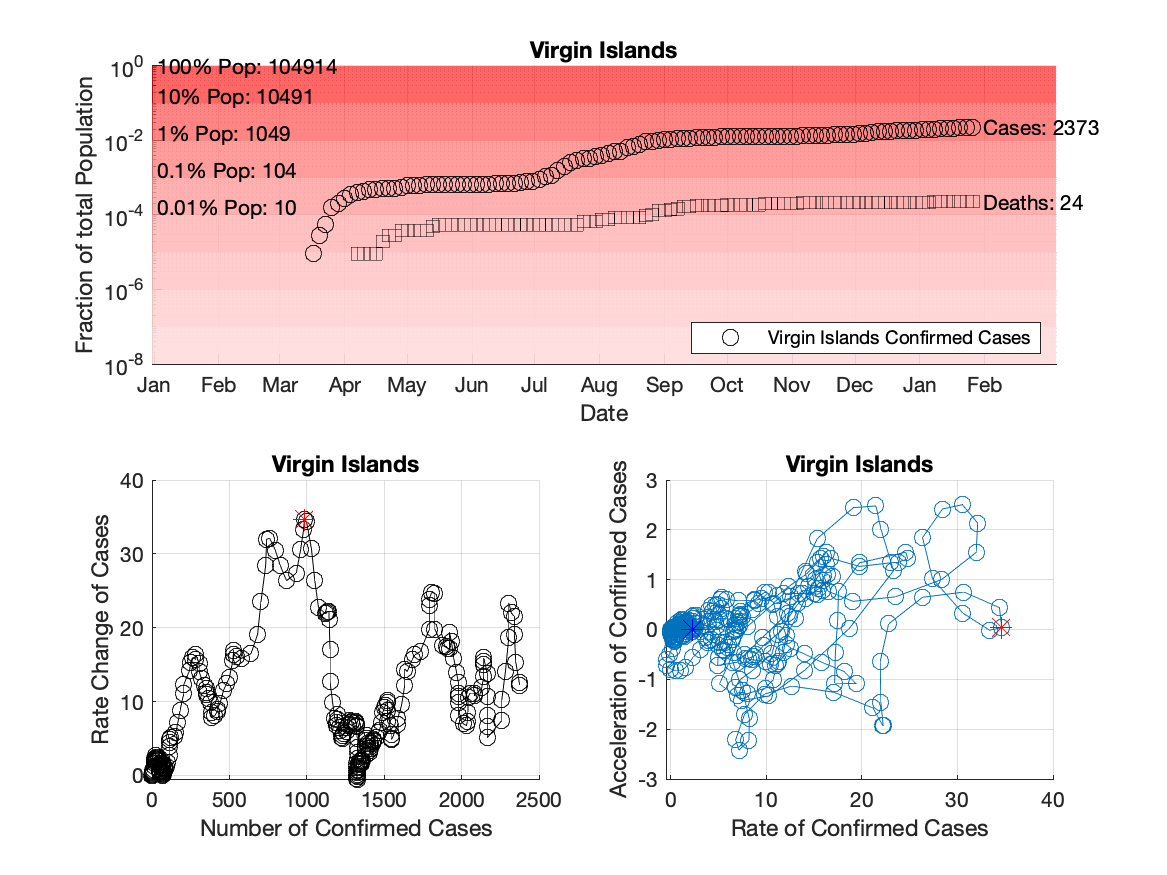 Virgin Islands
Fraction of total Population
10^0
10^-2
10^-4
10^-6
10^-8
100% Pop: 104914
10% Pop: 10491
1% Pop: 1049
0.1% Pop: 104
0.01% Pop: 10
Cases: 2373
Deaths: 24
Virgin Islands Confirmed Cases
Jan Feb Mar Apr May Jun Jul Aug Sep Oct Nov Dec Jan Feb
Date
Virgin Islands
Rate Change of Cases
40
30
20
10
0
0 500 1000 1500 2000 2500
Number of Confirmed Cases
Virgin Islands
Acceleration of Confirmed Cases
3
2
1
0
-1
-2
-3
0 10 20 30 40
Rate of Confirmed Cases